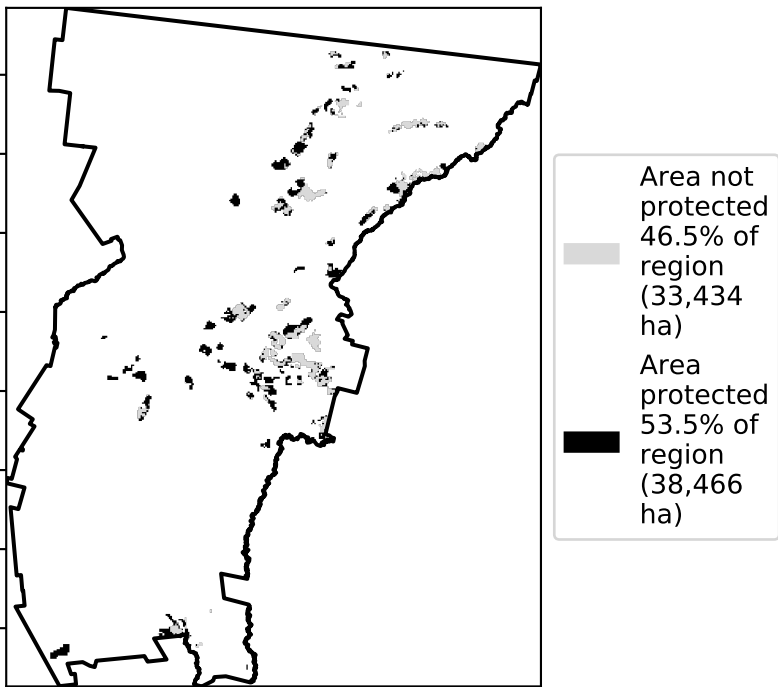 Area not
protected
46.5% of
region
(33,434
ha)
Area
protected
53.5% of
region
(38,466
ha)